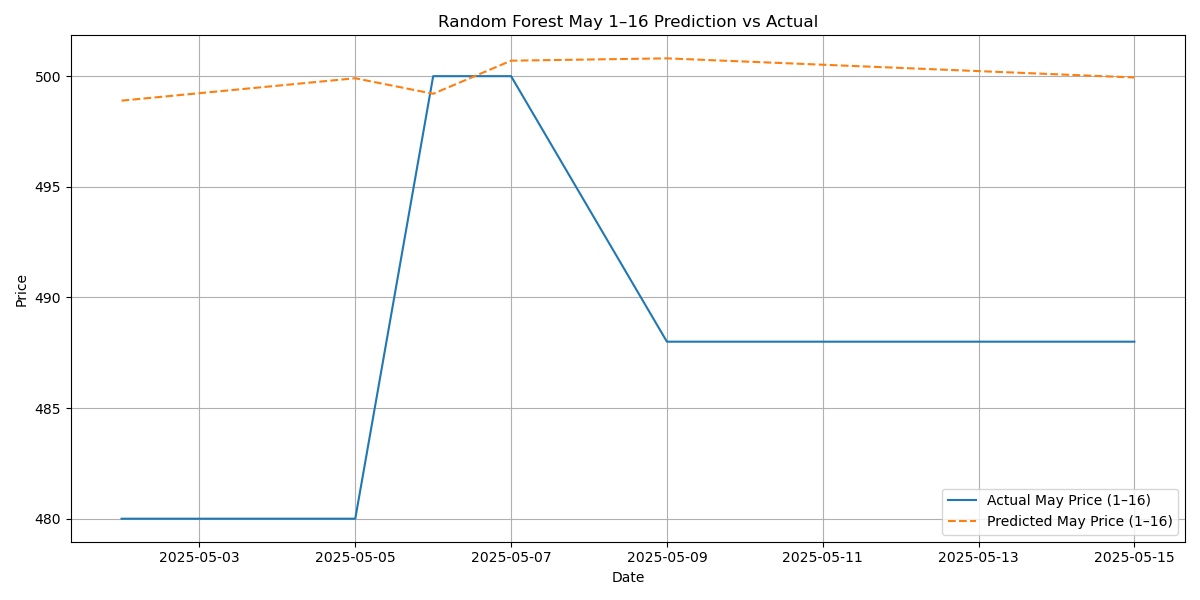 Random Forest May 1–16 Prediction vs Actual
Price
500
495
490
485
480
Actual May Price (1–16)
Predicted May Price (1–16)
2025-05-03 2025-05-05 2025-05-07 2025-05-09 2025-05-11 2025-05-13 2025-05-15
Date